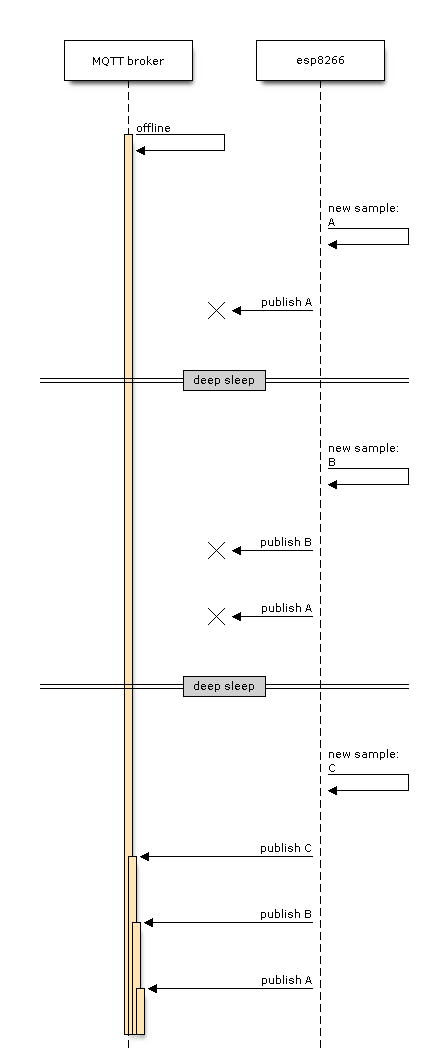 MQTT broker
esp8266
offline
new sample:
A
publish A
deep sleep
new sample:
B
publish B
publish A
deep sleep
new sample:
C
publish C
publish B
publish A